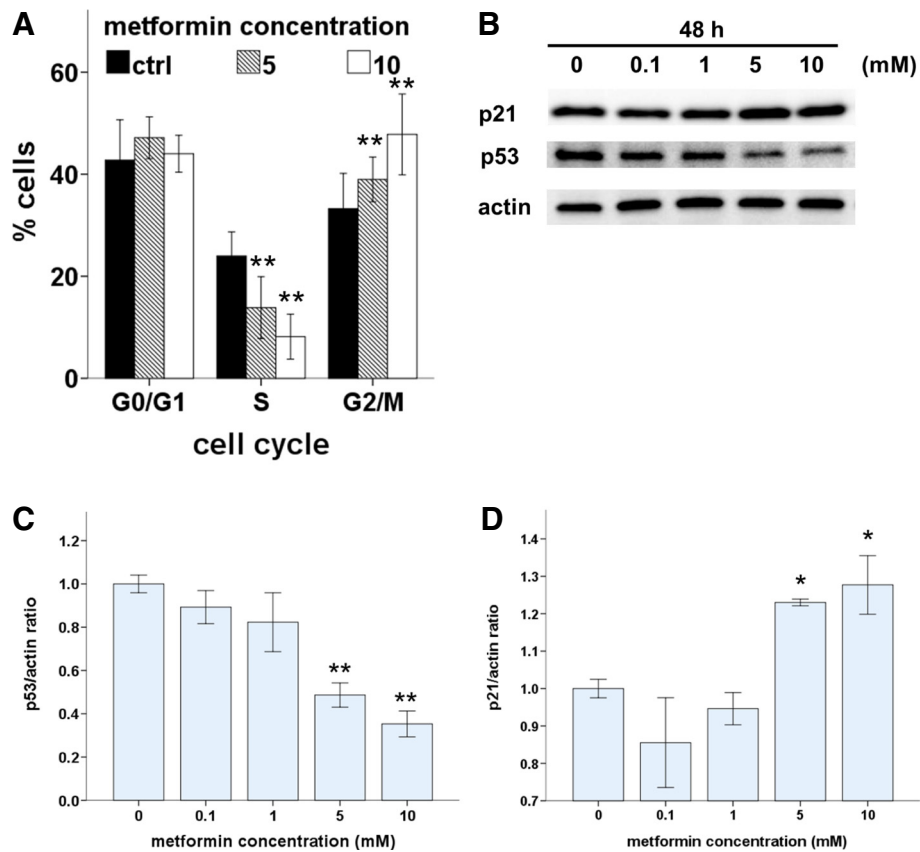 A
metformin concentration
ctrl 5 10
60
40
20
0
% cells
** ** ** **
G0/G1 S G2/M
cell cycle
B
48 h
0 0.1 1 5 10 (mM)
p21
p53
actin
C
1.2
1.0
0.8
0.6
0.4
0.2
0.0
p53/actin ratio
** **
0 0.1 1 5 10
metformin concentration (mM)
D
1.4
1.3
1.2
1.0
0.9
0.8
0.7
p21/actin ratio
* *
0 0.1 1 5 10
metformin concentration (mM)